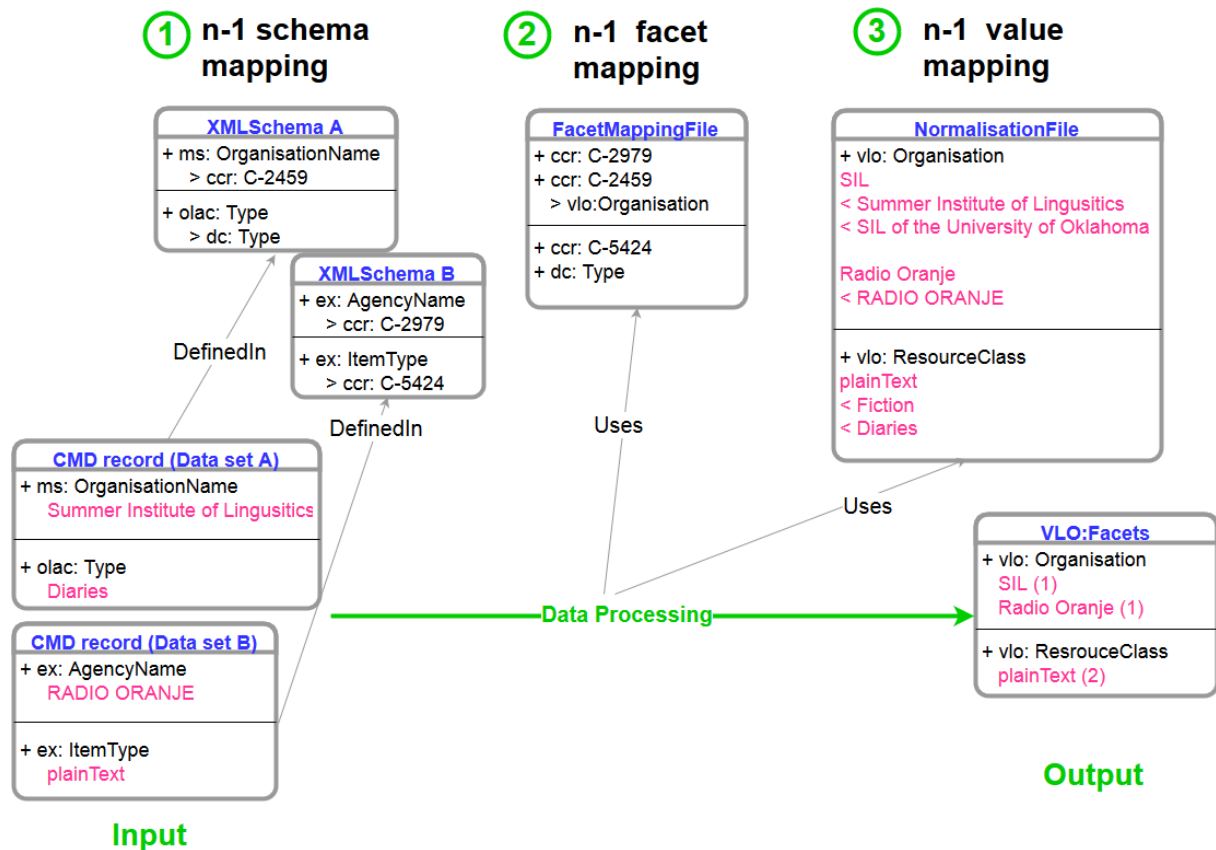 1 n-1 schema
mapping
2 n-1 facet
mapping
3 n-1 value
mapping
XMLSchema A
+ ms: OrganisationName
> ccr: C-2459
+ olac: Type
> dc: Type
XMLSchema B
+ ex: AgencyName
> ccr: C-2979
+ ex: ItemType
> ccr: C-5424
FacetMappingFile
+ ccr: C-2979
+ ccr: C-2459
> vlo:Organisation
+ ccr: C-5424
+ dc: Type
NormalisationFile
+ vlo: Organisation
SIL
< Summer Institute of Lingusitics
< SIL of the University of Oklahoma
Radio Oranje
< RADIO ORANJE
+ vlo: ResourceClass
plainText
< Fiction
< Diaries
DefinedIn
DefinedIn
Uses
Uses
CMD record (Data set A)
+ ms: OrganisationName
Summer Institute of Lingusitics
+ olac: Type
Diaries
CMD record (Data set B)
+ ex: AgencyName
RADIO ORANJE
+ ex: ItemType
plainText
Input
Data Processing
VLO:Facets
+ vlo: Organisation
SIL (1)
Radio Oranje (1)
+ vlo: ResrouceClass
plainText (2)
Output